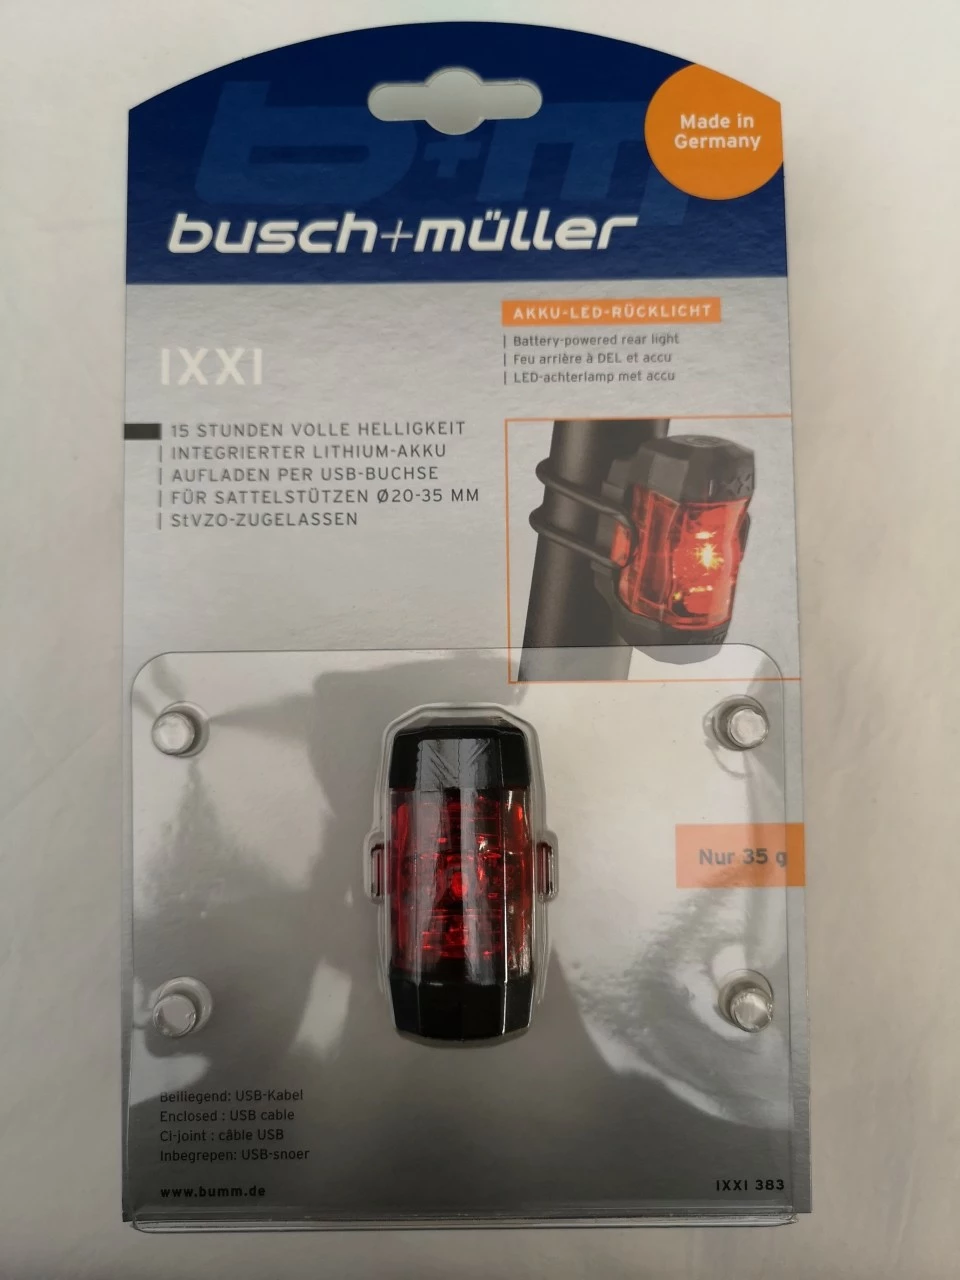 b+m
Made in
Germany
busch+müller
AKKU-LED-RÜCKLICHT
Battery-powered rear light
Feu arrière à DEL et accu
LED-achterlamp met accu
IXXI
15 STUNDEN VOLLE HELLIGKEIT
INTEGRIERTER LITHIUM-AKKU
AUFLADEN PER USB-BUCHSE
FÜR SATTELSTÜTZEN Ø20-35 MM
StVZO-ZUGELASSEN
Nur 35 g
Beiliegend: USB-Kabel
Enclosed : USB cable
Ci-joint : câble USB
Inbegrepen: USB-snoer
www.bumm.de
IXXI 383